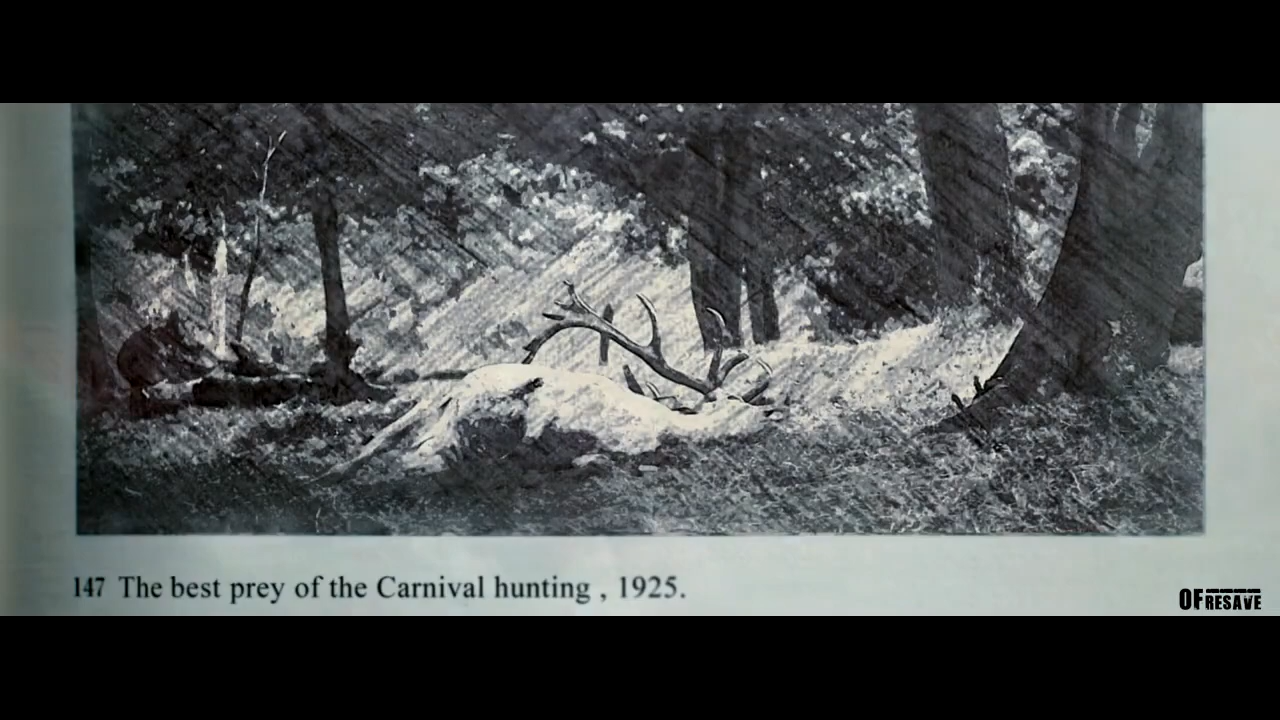 147 The best prey of the Carnival hunting , 1925.
OFRESAVE